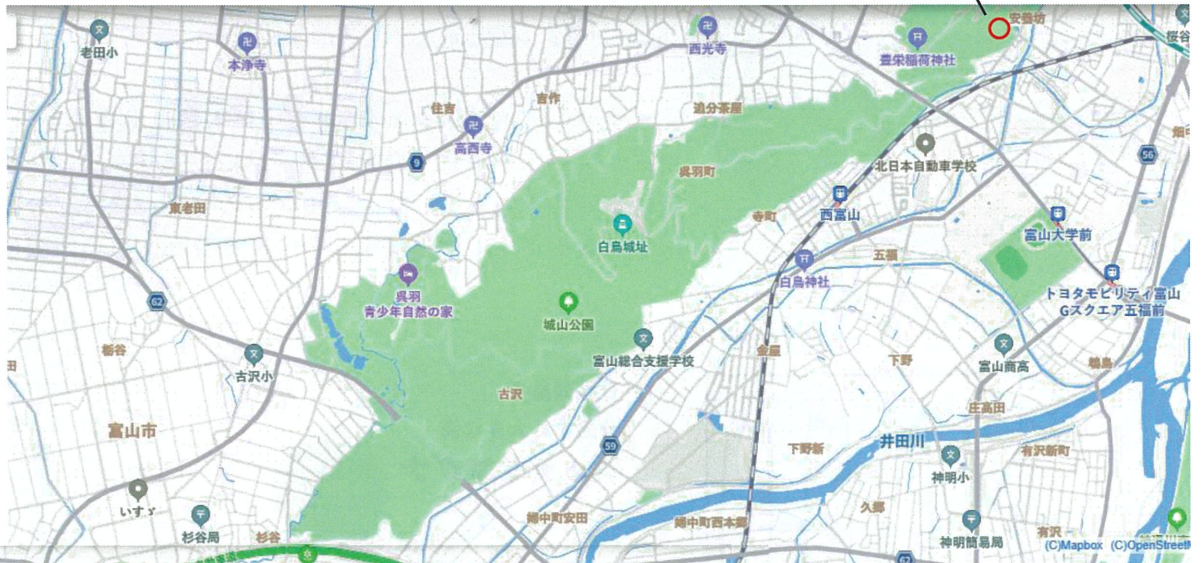 安養坊
老田小
本浄寺
西光寺
豊栄稲荷神社
桜谷
住吉
吉作
追分茶屋
高西寺
9
56
北日本自動車学校
呉羽町
東老田
寺町
西富山
白鳥城址
富山大学前
五福
白鳥神社
呉羽
青少年自然の家
トヨタモビリティ富山
Gスクエア五福前
62
城山公園
栃谷
古沢小
富山総合支援学校
金屋
下野
富山商高
鵯島
田
古沢
庄高田
富山市
59
下野新
井田川
有沢新町
神明小
いすゞ
久郷
杉谷局
杉谷
婦中町安田
婦中町西本郷
神明簡易局
有沢
(C)Mapbox (C)OpenStreetM